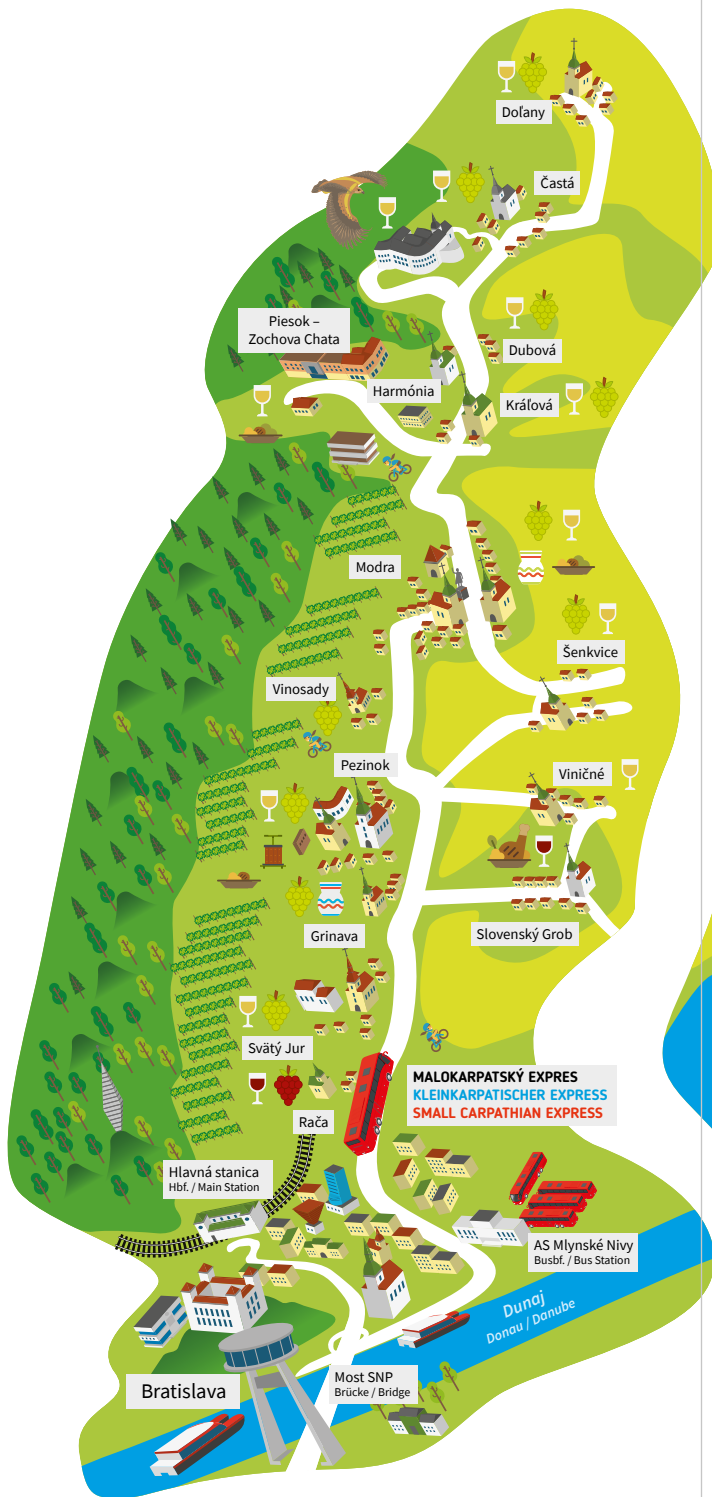 Doľany
Častá
Piesok –
Zochova Chata
Dubová
Harmónia
Kráľová
Modra
Šenkvice
Vinosady
Pezinok
Viničné
Grinava
Slovenský Grob
Svätý Jur
MALOKARPATSKÝ EXPRES
KLEINKARPATISCHER EXPRESS
SMALL CARPATHIAN EXPRESS
Rača
Hlavná stanica
Hbf. / Main Station
AS Mlynské Nivy
Busbf. / Bus Station
Dunaj
Donau / Danube
Most SNP
Brücke / Bridge
Bratislava